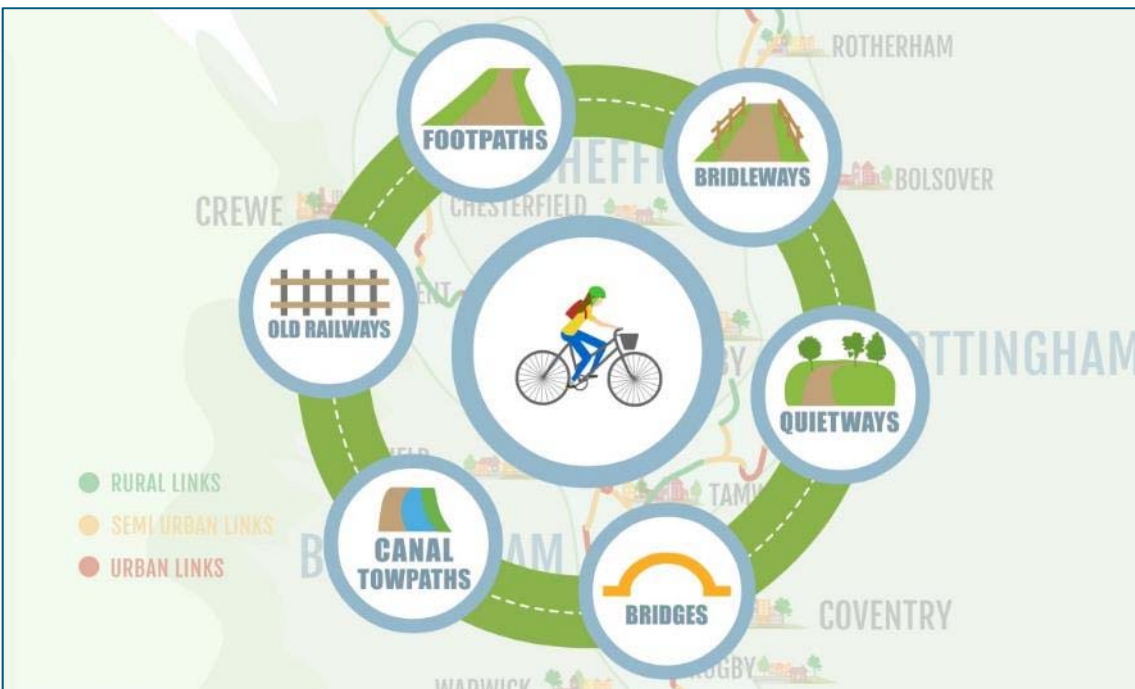 ROTHERHAM
FOOTPATHS
BRIDLEWAYS
BOLSOVER
CREWE
CHESTERFIELD
OLD RAILWAYS
QUIETWAYS
RURAL LINKS
SEMI URBAN LINKS
URBAN LINKS
CANAL
TOWPATHS
BRIDGES
COVENTRY